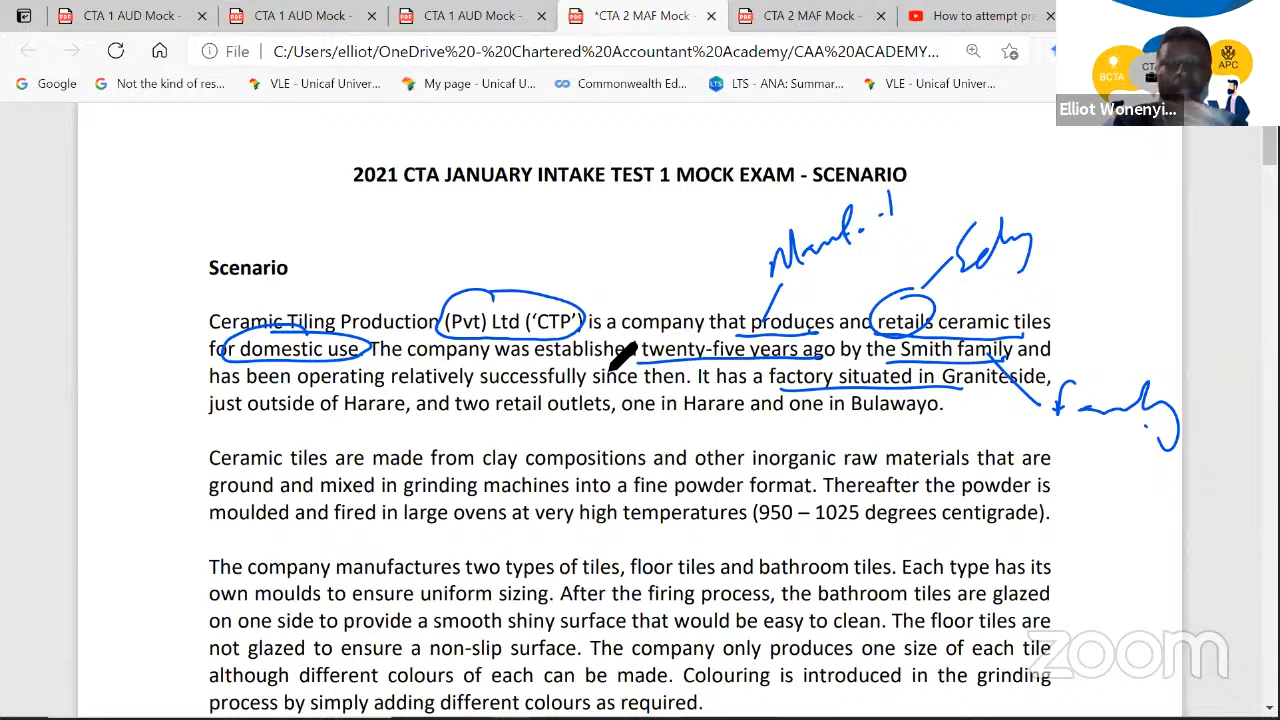 CTA 1 AUD Mock -
CTA 1 AUD Mock -
CTA 1 AUD Mock -
*CTA 2 MAF Mock -
CTA 2 MAF Mock -
How to attempt pra
File
C:/Users/elliot/OneDrive%20-%20Chartered%20Accountant%20Academy/CAA%20ACADEMY...
Google
Not the kind of res...
VLE - Unicaf Univer...
My page - Unicaf U...
Commonwealth Ed...
LTS - ANA: Summar...
VLE - Unicaf Univer...
BCTA
APC
Elliot Wonenyi...
2021 CTA JANUARY INTAKE TEST 1 MOCK EXAM - SCENARIO
Manf.
Scenario
Ceramic Tiling Production (Pvt) Ltd ('CTP') is a company that produces and retails ceramic tiles
for domestic use. The company was established twenty-five years ago by the Smith family and
has been operating relatively successfully since then. It has a factory situated in Graniteside,
just outside of Harare, and two retail outlets, one in Harare and one in Bulawayo.
Family
Ceramic tiles are made from clay compositions and other inorganic raw materials that are
ground and mixed in grinding machines into a fine powder format. Thereafter the powder is
moulded and fired in large ovens at very high temperatures (950 – 1025 degrees centigrade).
The company manufactures two types of tiles, floor tiles and bathroom tiles. Each type has its
own moulds to ensure uniform sizing. After the firing process, the bathroom tiles are glazed
on one side to provide a smooth shiny surface that would be easy to clean. The floor tiles are
not glazed to ensure a non-slip surface. The company only produces one size of each tile
although different colours of each can be made. Colouring is introduced in the grinding
process by simply adding different colours as required.
zoom